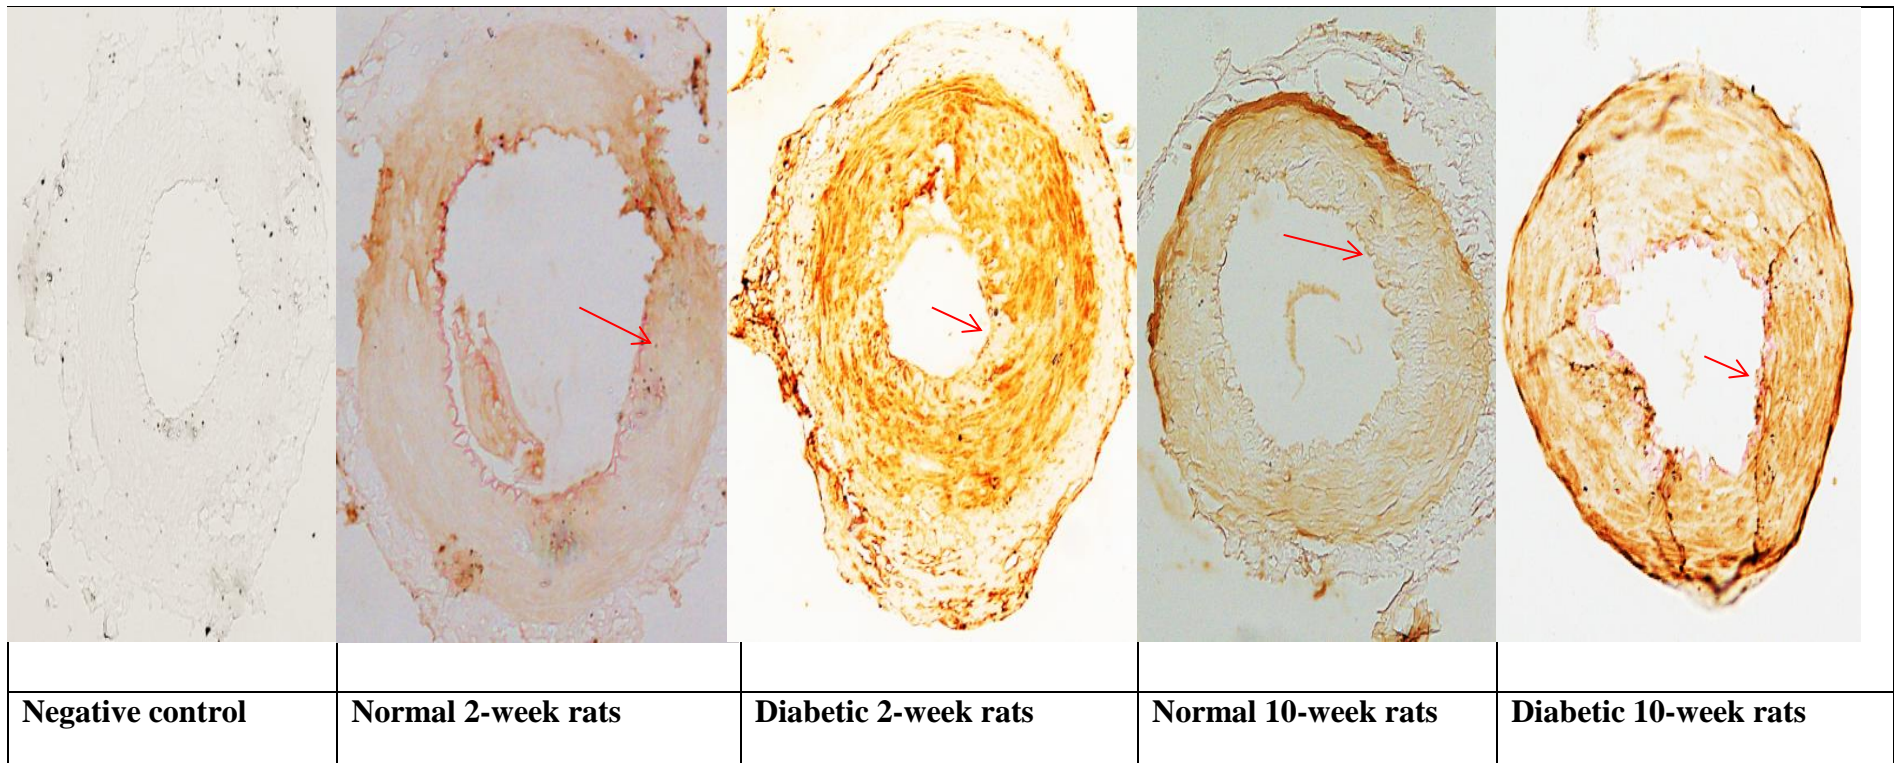 Negative control
Normal 2-week rats
Diabetic 2-week rats
Normal 10-week rats
Diabetic 10-week rats